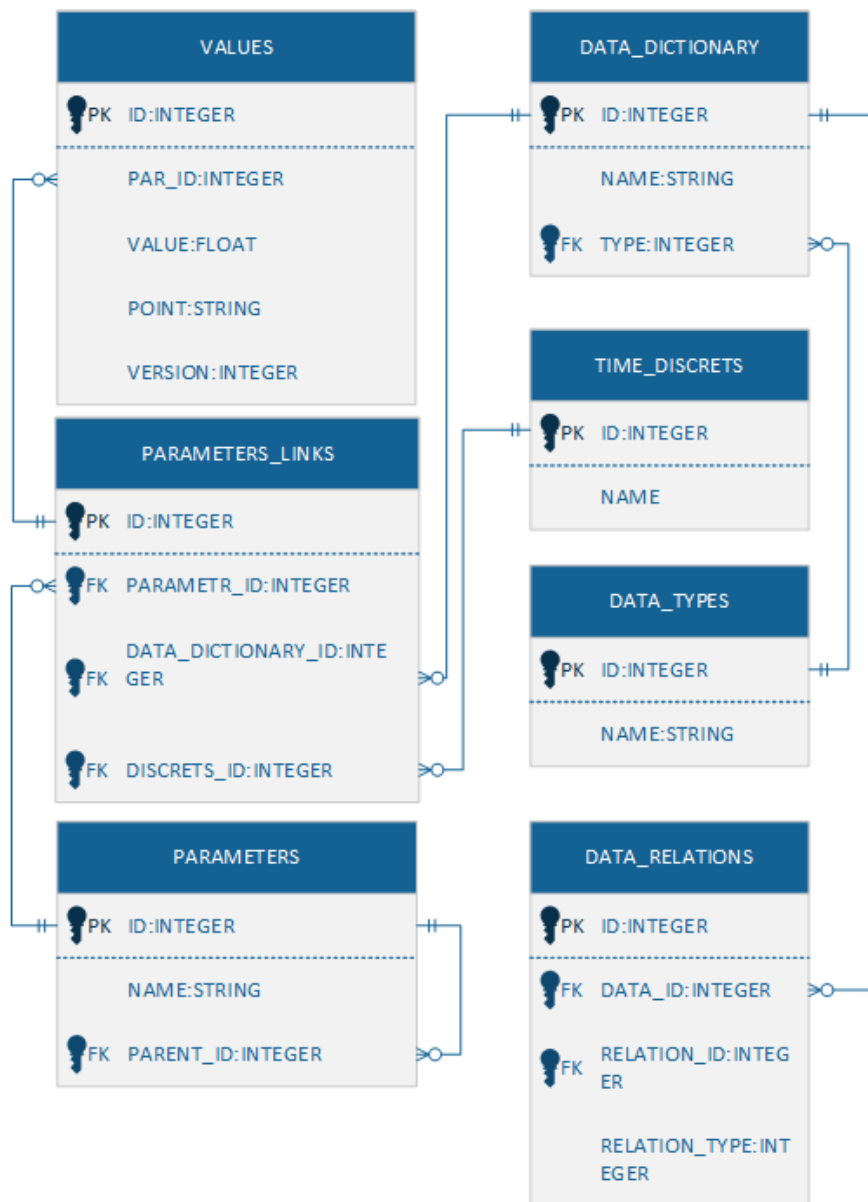 VALUES
PK ID:INTEGER
PAR_ID:INTEGER
VALUE:FLOAT
POINT:STRING
VERSION:INTEGER
PARAMETERS_LINKS
PK ID:INTEGER
FK PARAMETR_ID:INTEGER
DATA_DICTIONARY_ID:INTE
FK GER
FK DISCRETS_ID:INTEGER
PARAMETERS
PK ID:INTEGER
NAME:STRING
FK PARENT_ID:INTEGER
DATA_DICTIONARY
PK ID:INTEGER
NAME:STRING
FK TYPE:INTEGER
TIME_DISCRETS
PK ID:INTEGER
NAME
DATA_TYPES
PK ID:INTEGER
NAME:STRING
DATA_RELATIONS
PK ID:INTEGER
FK DATA_ID:INTEGER
RELATION_ID:INTEG
FK ER
RELATION_TYPE:INT
EGER